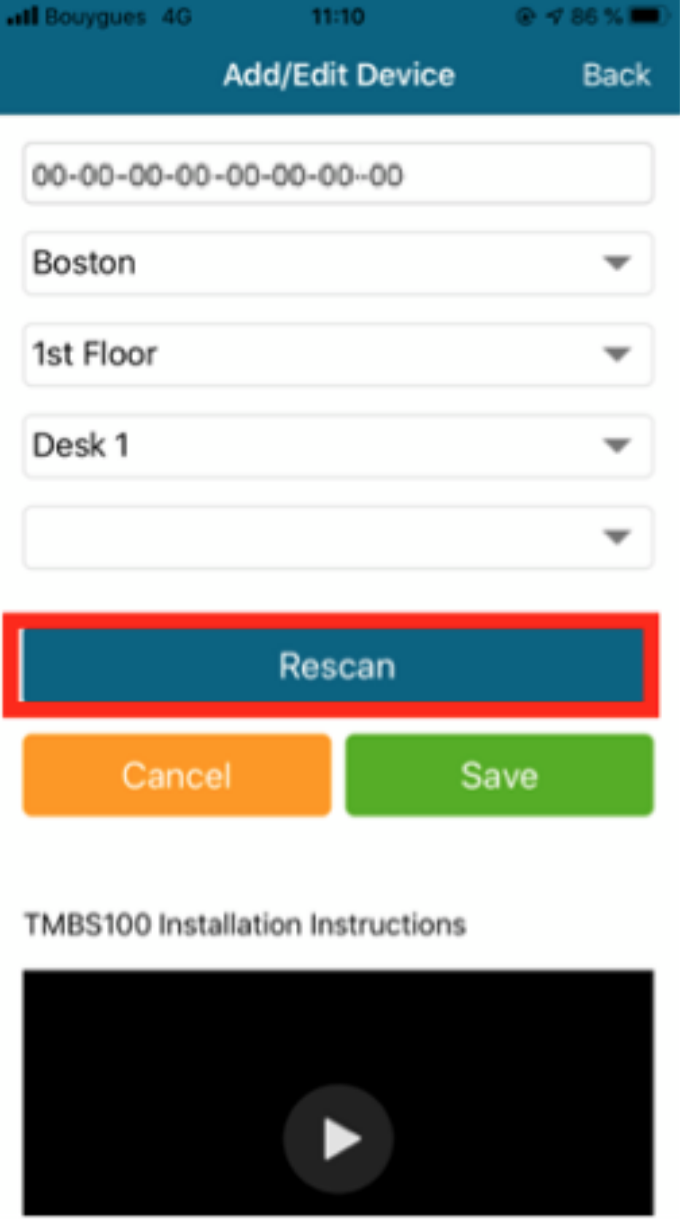 Bouygues 4G 11:10 86 %
Add/Edit Device Back
00-00-00-00-00-00-00--00
Boston
1st Floor
Desk 1
Rescan
Cancel Save
TMBS100 Installation Instructions